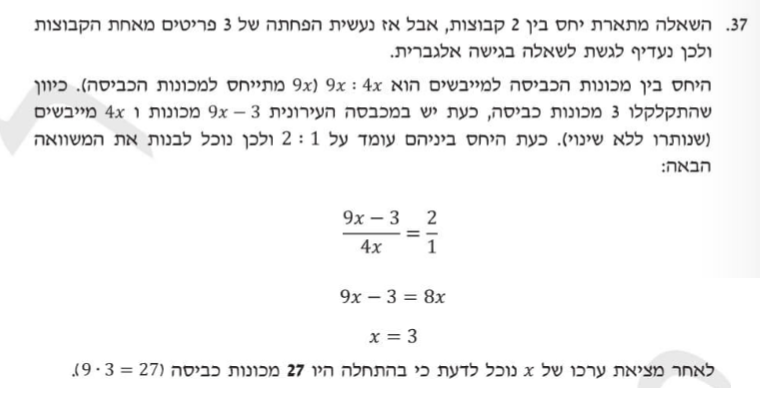 37. השאלה מתארת יחס בין 2 קבוצות, אבל אז נעשית הפחתה של 3 פריטים מאחת הקבוצות
ולכן נעדיף לגשת לשאלה בגישה אלגברית.
היחס בין מכונות הכביסה למייבשים הוא 9x : 4x (9x מתייחס למכונות הכביסה). כיוון
שהתקלקלו 3 מכונות כביסה, כעת יש במכבסה העירונית 9x − 3 מכונות ו 4x מייבשים
(שנותרו ללא שינוי). כעת היחס ביניהם עומד על 2 : 1 ולכן נוכל לבנות את המשוואה
הבאה:
(9x − 3)/4x = 2/1
9x − 3 = 8x
x = 3
לאחר מציאת ערכו של x נוכל לדעת כי בהתחלה היו 27 מכונות כביסה (9 · 3 = 27).